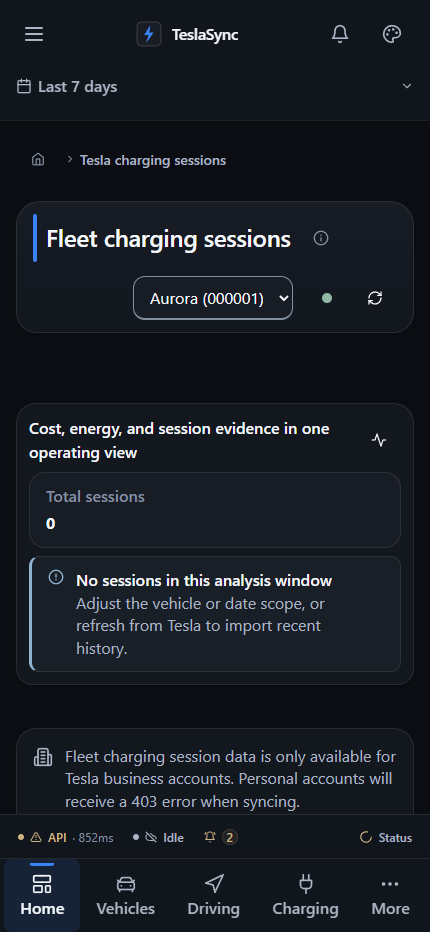 TeslaSync
Last 7 days
Tesla charging sessions
Fleet charging sessions
Aurora (000001)
Cost, energy, and session evidence in one
operating view
Total sessions
0
No sessions in this analysis window
Adjust the vehicle or date scope, or
refresh from Tesla to import recent
history.
Fleet charging session data is only available for
Tesla business accounts. Personal accounts will
receive a 403 error when syncing.
API · 852ms Idle 2 Status
Home Vehicles Driving Charging More